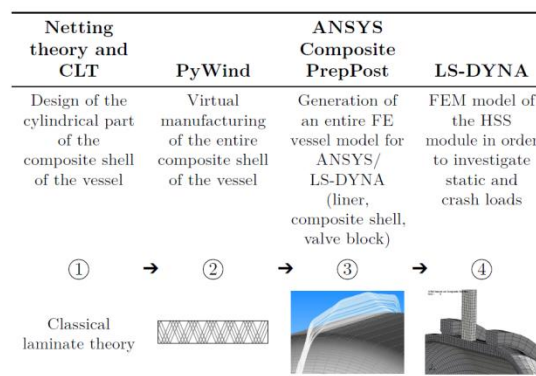 Netting
theory and
CLT
PyWind
ANSYS
Composite
PrepPost
LS-DYNA
Design of the
cylindrical part
of the
composite shell
of the vessel
Virtual
manufacturing
of the entire
composite shell
of the vessel
Generation of
an entire FE
vessel model for
ANSYS/
LS-DYNA
(liner,
composite shell,
valve block)
FEM model of
the HSS
module in order
to investigate
static and
crash loads
① ➔ ② ➔ ③ ➔ ④
Classical
laminate theory